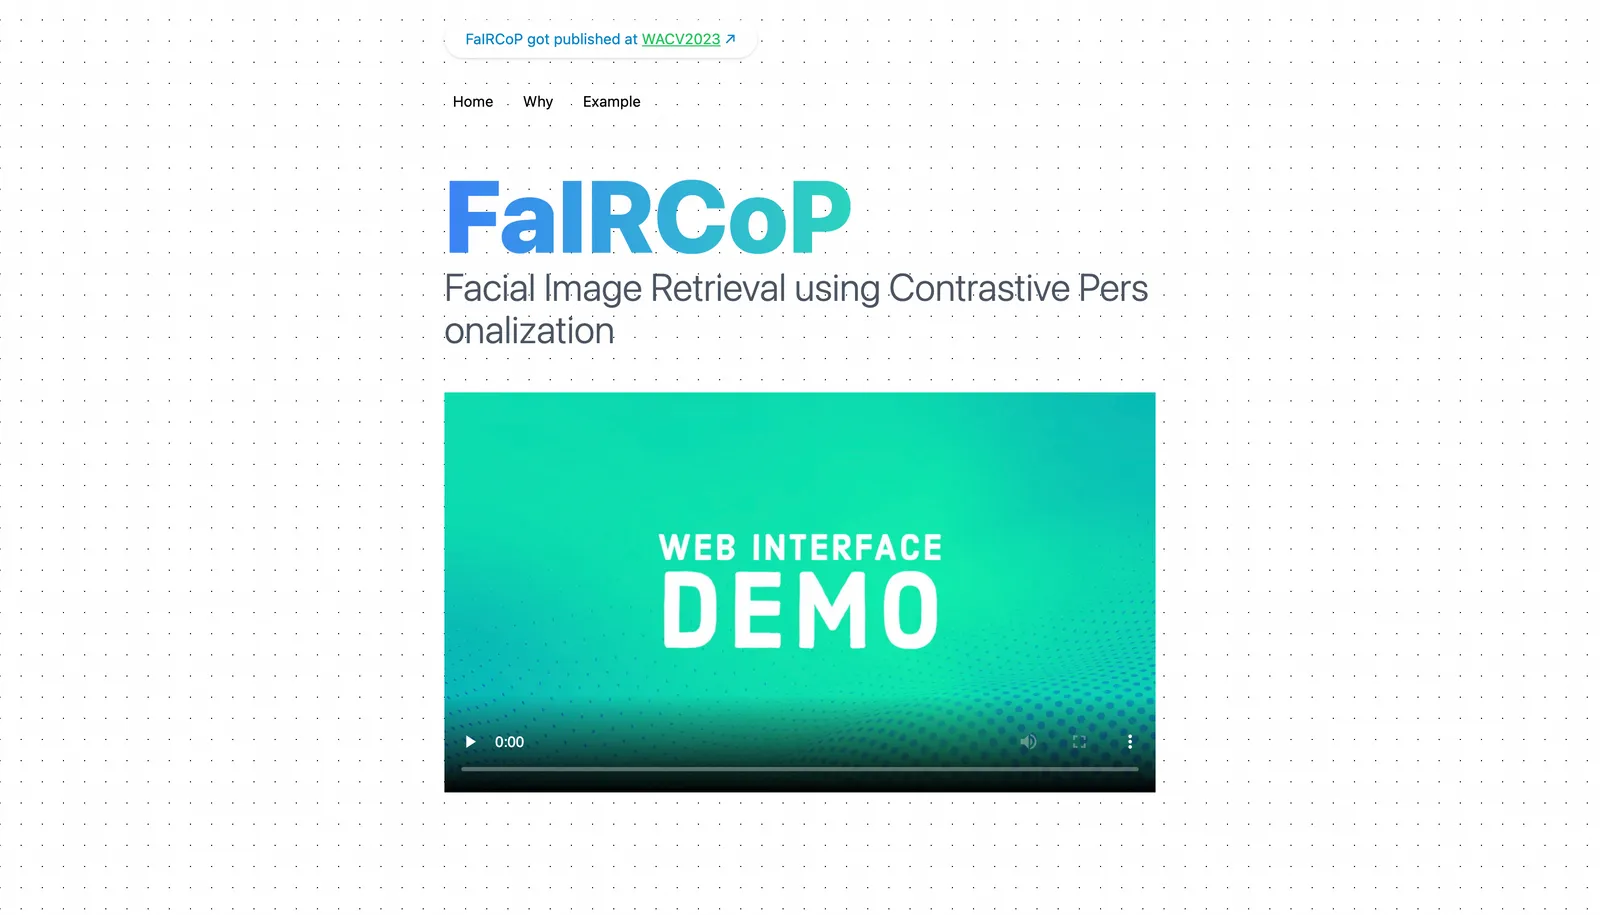 FaIRCoP got published at WACV2023 ↗
Home Why Example
FaIRCoP
Facial Image Retrieval using Contrastive Pers
onalization
WEB INTERFACE
DEMO
0:00